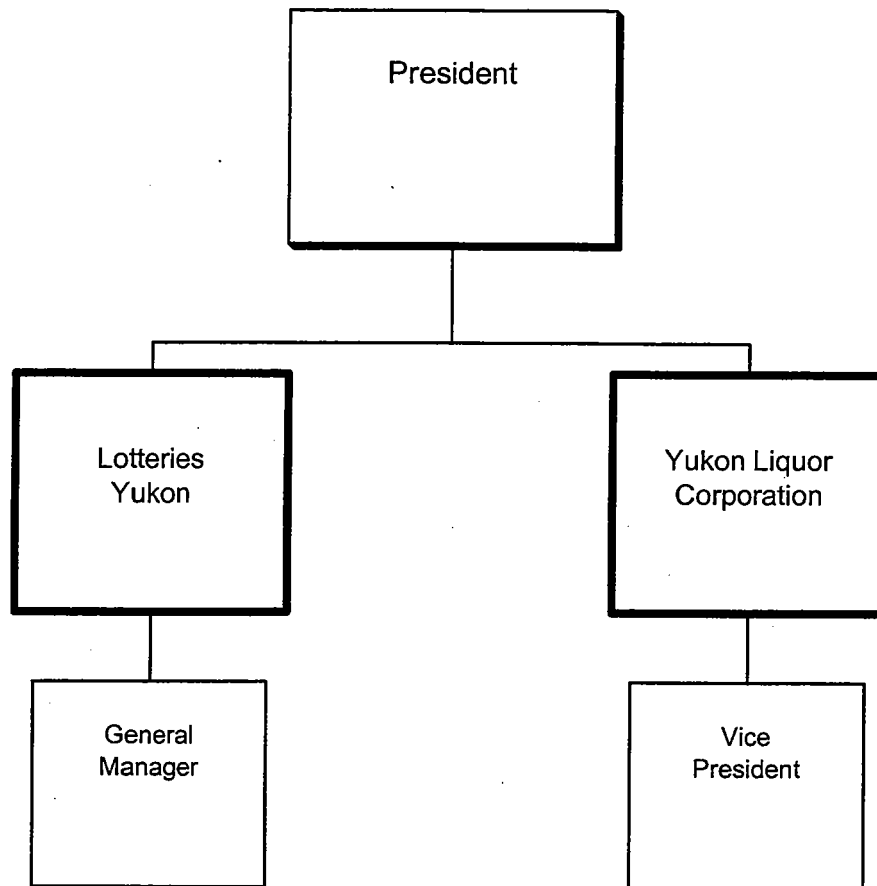 President
Lotteries
Yukon
Yukon Liquor
Corporation
General
Manager
Vice
President